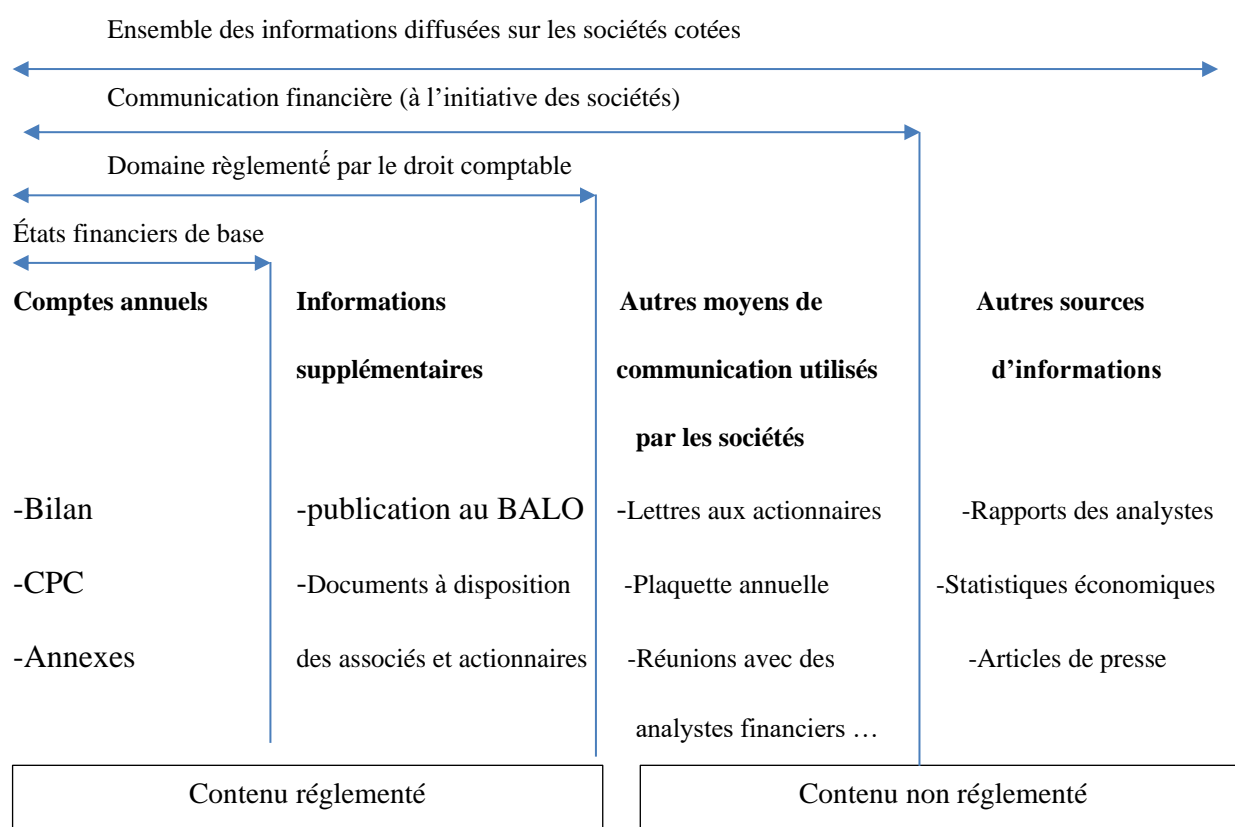 Ensemble des informations diffusées sur les sociétés cotées
Communication financière (à l’initiative des sociétés)
Domaine règlementé́ par le droit comptable
États financiers de base
Comptes annuels Informations Autres moyens de Autres sources
supplémentaires communication utilisés d’informations
par les sociétés
-Bilan -publication au BALO -Lettres aux actionnaires -Rapports des analystes
-CPC -Documents à disposition -Plaquette annuelle -Statistiques économiques
-Annexes des associés et actionnaires -Réunions avec des -Articles de presse
analystes financiers …
Contenu réglementé Contenu non réglementé